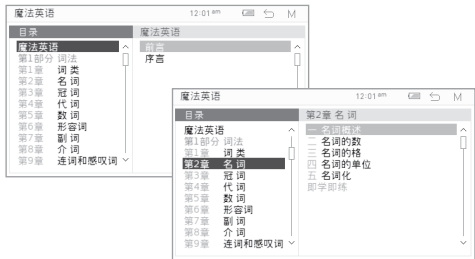 魔法英语 12:01 am M
目录
魔法英语
第1部分 词法
第1章 词 类
第2章 名 词
第3章 冠 词
第4章 代 词
第5章 数 词
第6章 形容词
第7章 副 词
第8章 介 词
第9章 连词和感叹词
魔法英语
前言
序言
魔法英语 12:01 am M
目录
魔法英语
第1部分 词法
第1章 词 类
第2章 名 词
第3章 冠 词
第4章 代 词
第5章 数 词
第6章 形容词
第7章 副 词
第8章 介 词
第9章 连词和感叹词
第2章 名 词
一 名词概述
二 名词的数
三 名词的格
四 名词的单位
五 名词化
即学即练